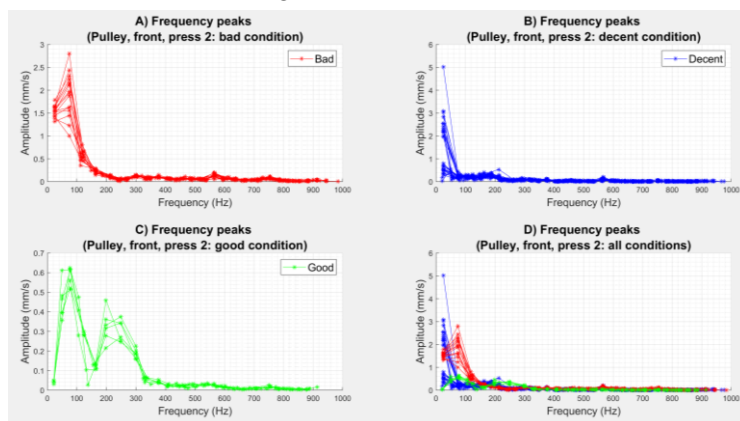 A) Frequency peaks
(Pulley, front, press 2: bad condition)
3
2.5
2
1.5
1
0.5
0
Amplitude (mm/s)
Bad
0 100 200 300 400 500 600 700 800 900 1000
Frequency (Hz)
B) Frequency peaks
(Pulley, front, press 2: decent condition)
6
5
4
3
2
1
0
Amplitude (mm/s)
Decent
0 100 200 300 400 500 600 700 800 900 1000
Frequency (Hz)
C) Frequency peaks
(Pulley, front, press 2: good condition)
0.7
0.6
0.5
0.4
0.3
0.2
0.1
0
Amplitude (mm/s)
Good
0 100 200 300 400 500 600 700 800 900 1000
Frequency (Hz)
D) Frequency peaks
(Pulley, front, press 2: all conditions)
6
5
4
3
2
1
0
Amplitude (mm/s)
0 100 200 300 400 500 600 700 800 900 1000
Frequency (Hz)